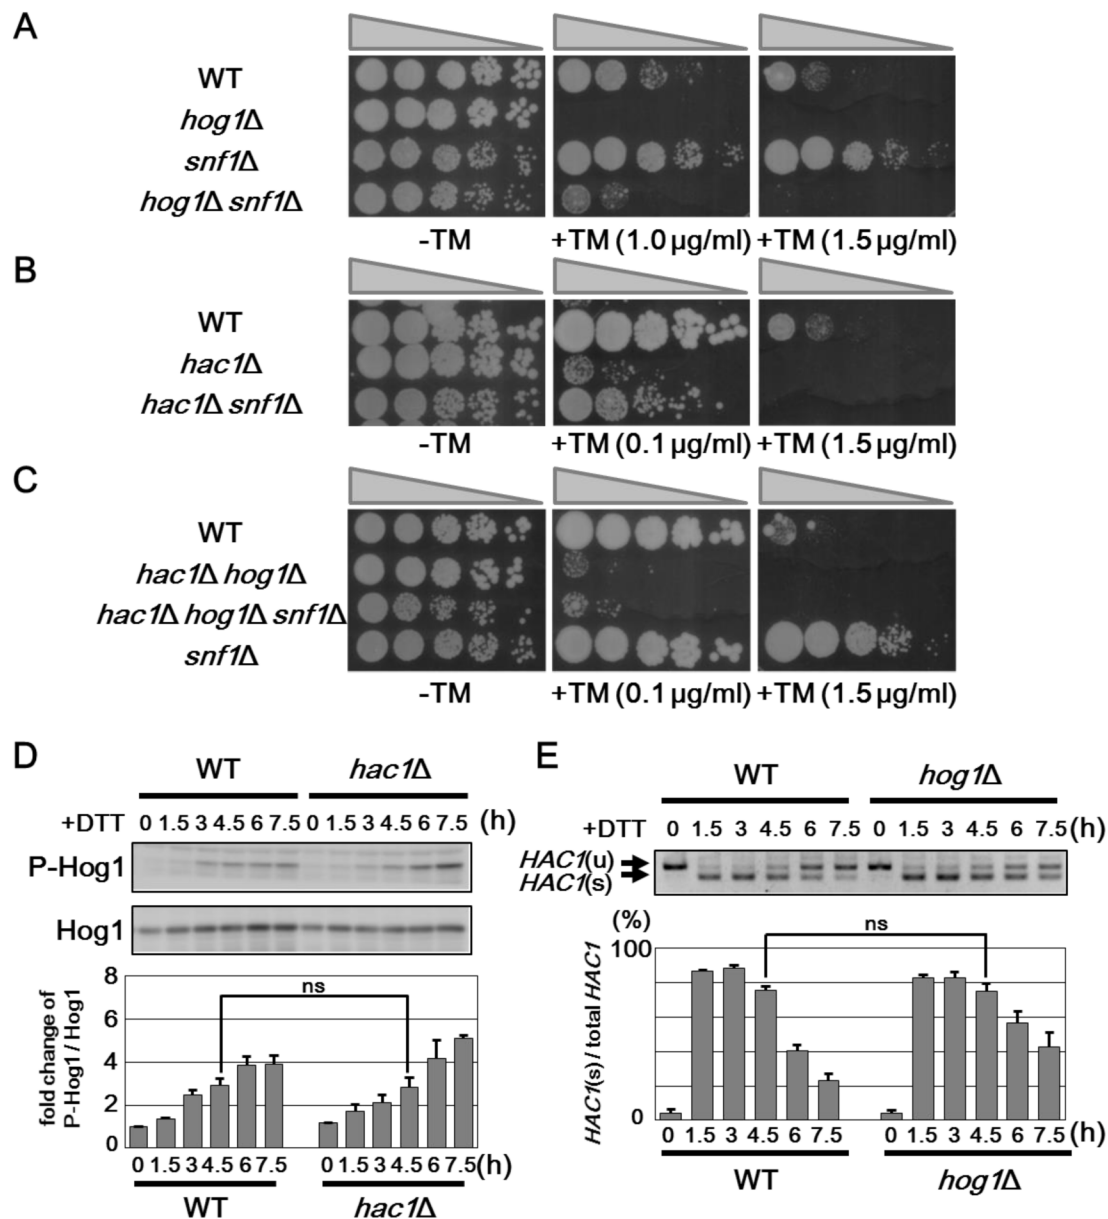 A
WT
hog1Δ
snf1Δ
hog1Δ snf1Δ
-TM +TM (1.0 µg/ml) +TM (1.5 µg/ml)
B
WT
hac1Δ
hac1Δ snf1Δ
-TM +TM (0.1 µg/ml) +TM (1.5 µg/ml)
C
WT
hac1Δ hog1Δ
hac1Δ hog1Δ snf1Δ
snf1Δ
-TM +TM (0.1 µg/ml) +TM (1.5 µg/ml)
D
WT hac1Δ
+DTT 0 1.5 3 4.5 6 7.5 0 1.5 3 4.5 6 7.5 (h)
P-Hog1
Hog1
fold change of
P-Hog1 / Hog1
8
6
4
2
0
ns
0 1.5 3 4.5 6 7.5 0 1.5 3 4.5 6 7.5 (h)
WT hac1Δ
E
WT hog1Δ
+DTT 0 1.5 3 4.5 6 7.5 0 1.5 3 4.5 6 7.5 (h)
HAC1(u)
HAC1(s)
(%)
HAC1(s) / total HAC1
100
0
ns
0 1.5 3 4.5 6 7.5 0 1.5 3 4.5 6 7.5 (h)
WT hog1Δ